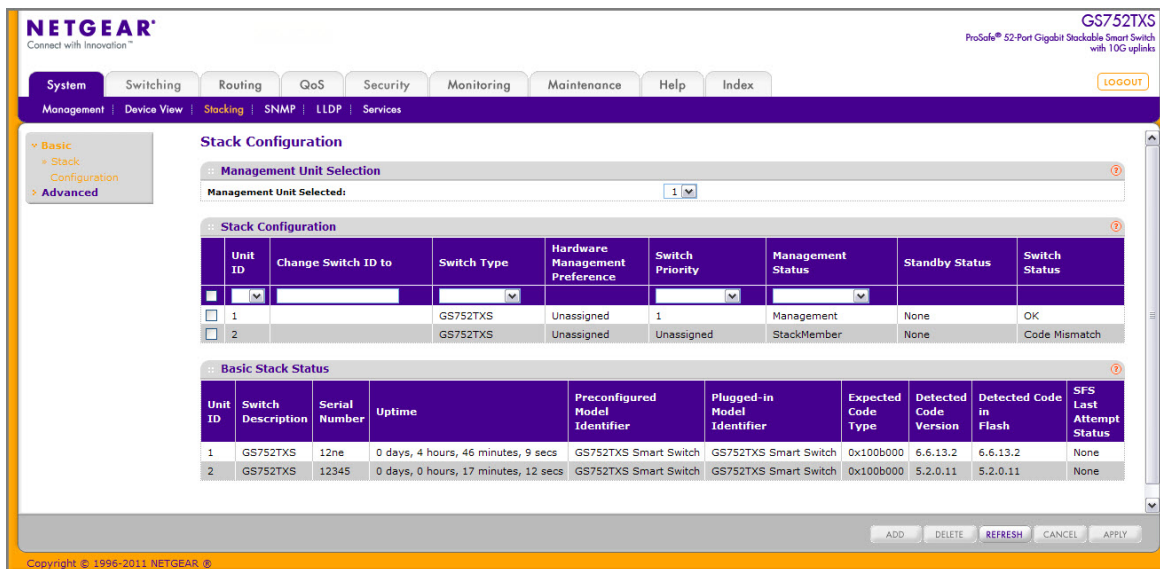 NETGEAR®
Connect with Innovation™
GS752TXS
ProSafe® 52-Port Gigabit Stackable Smart Switch
with 10G uplinks
System Switching Routing QoS Security Monitoring Maintenance Help Index
LOGOUT
Management Device View Stacking SNMP LLDP Services
Basic
Stack
Configuration
Advanced
Stack Configuration
Management Unit Selection
Management Unit Selected: 1
Stack Configuration
Unit ID Change Switch ID to Switch Type Hardware Management Preference Switch Priority Management Status Standby Status Switch Status
1 GS752TXS Unassigned 1 Management None OK
2 GS752TXS Unassigned Unassigned StackMember None Code Mismatch
Basic Stack Status
Unit ID Switch Description Serial Number Uptime Preconfigured Model Identifier Plugged-in Model Identifier Expected Code Type Detected Code Version Detected Code in Flash SFS Last Attempt Status
1 GS752TXS 12ne 0 days, 4 hours, 46 minutes, 9 secs GS752TXS Smart Switch GS752TXS Smart Switch 0x100b000 6.6.13.2 6.6.13.2 None
2 GS752TXS 12345 0 days, 0 hours, 17 minutes, 12 secs GS752TXS Smart Switch GS752TXS Smart Switch 0x100b000 5.2.0.11 5.2.0.11 None
ADD DELETE REFRESH CANCEL APPLY
Copyright © 1996-2011 NETGEAR ®